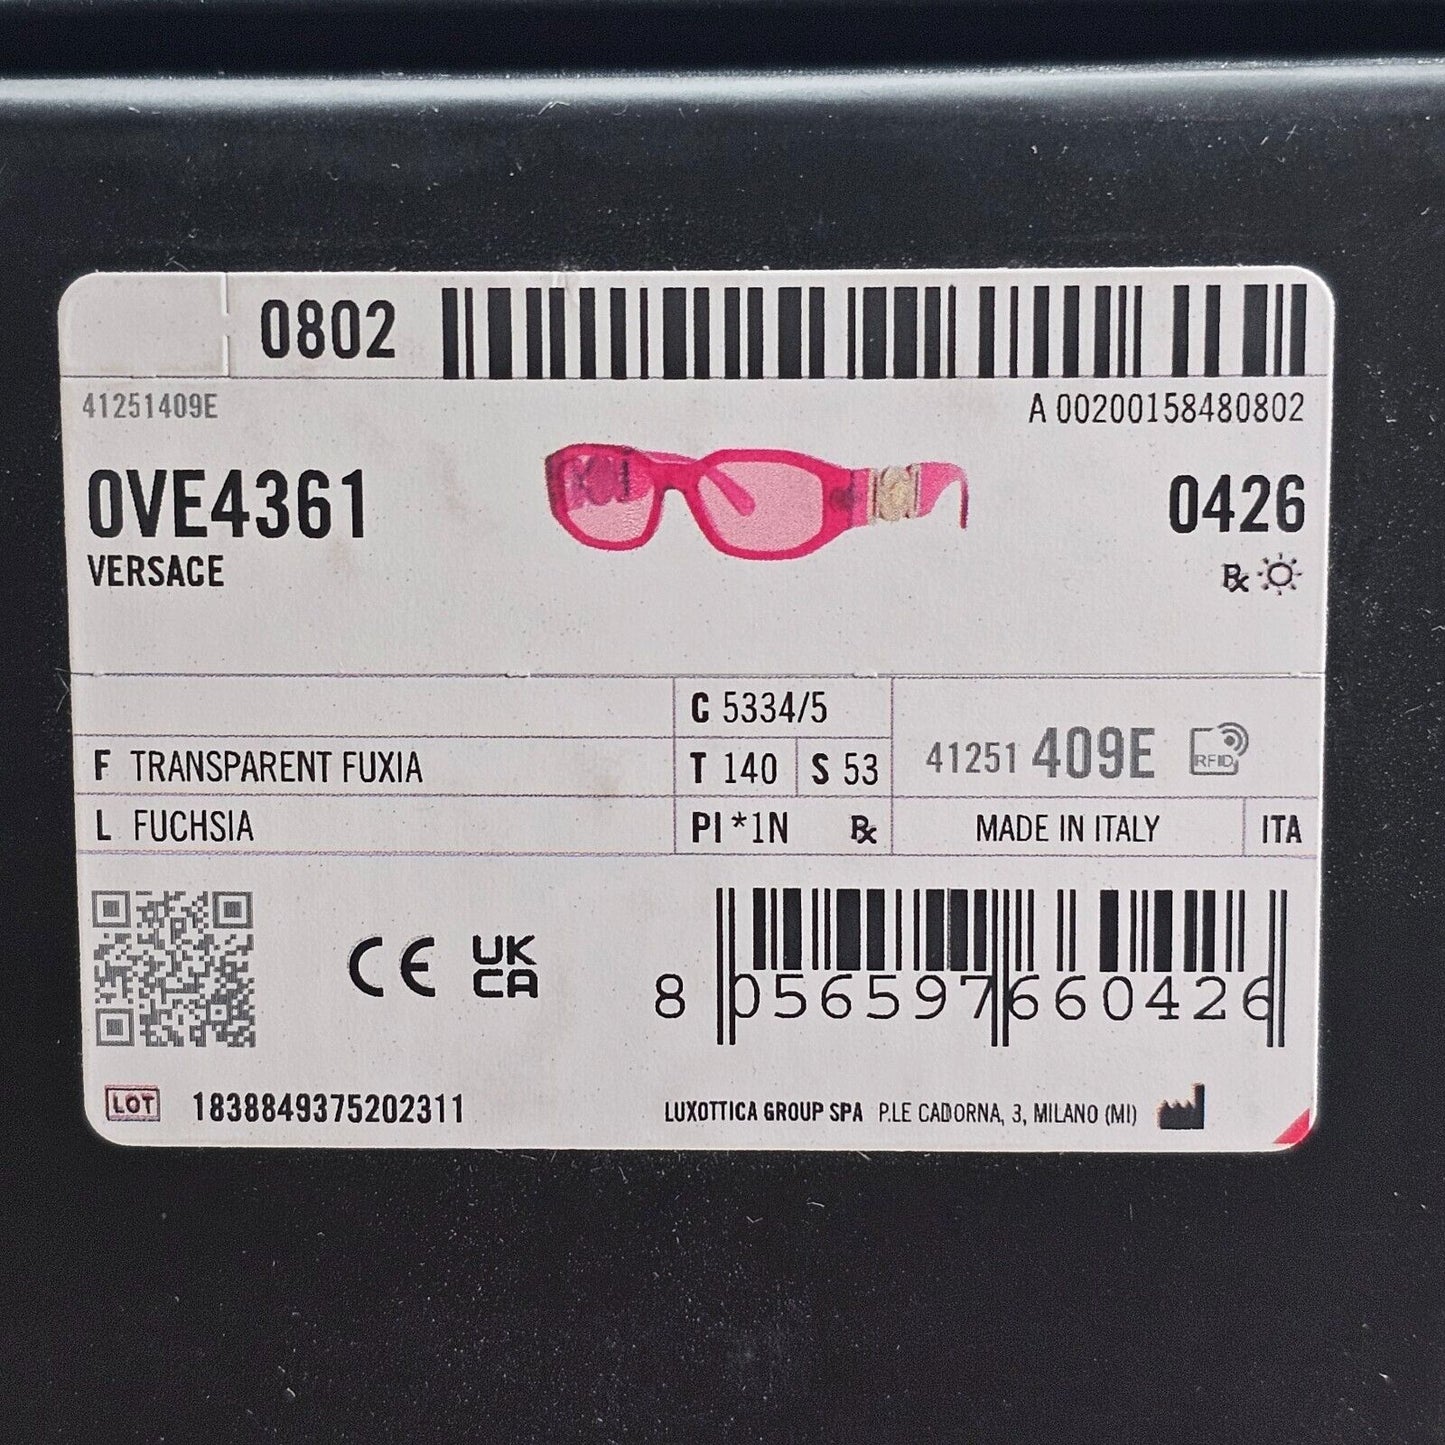 0802
41251409E
A 00200158480802
0VE4361
0426
VERSACE
℞
C 5334/5
F TRANSPARENT FUXIA
T 140 S 53
41251 409E
RFID
L FUCHSIA
PI *1N ℞
MADE IN ITALY
ITA
CE UK
CA
8 056597 660426
LOT 1838849375202311
LUXOTTICA GROUP SPA P.LE CADORNA, 3, MILANO (MI)